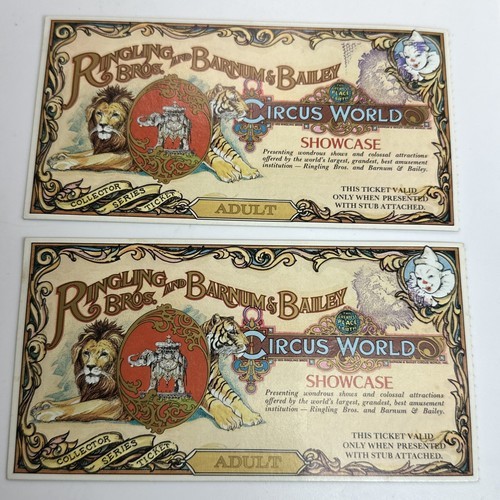 RINGLING
BROS. AND BARNUM & BAILEY
CIRCUS WORLD
SHOWCASE
Presenting wondrous shows and colossal attractions
offered by the world's largest, grandest, best amusement
institution — Ringling Bros. and Barnum & Bailey.
THIS TICKET VALID
ONLY WHEN PRESENTED
WITH STUB ATTACHED.
COLLECTOR
SERIES
TICKET
ADULT
RINGLING
BROS. AND BARNUM & BAILEY
PLACE
CIRCUS WORLD
SHOWCASE
Presenting wondrous shows and colossal attractions
offered by the world's largest, grandest, best amusement
institution — Ringling Bros. and Barnum & Bailey.
THIS TICKET VALID
ONLY WHEN PRESENTED
WITH STUB ATTACHED.
COLLECTOR
SERIES
TICKET
ADULT